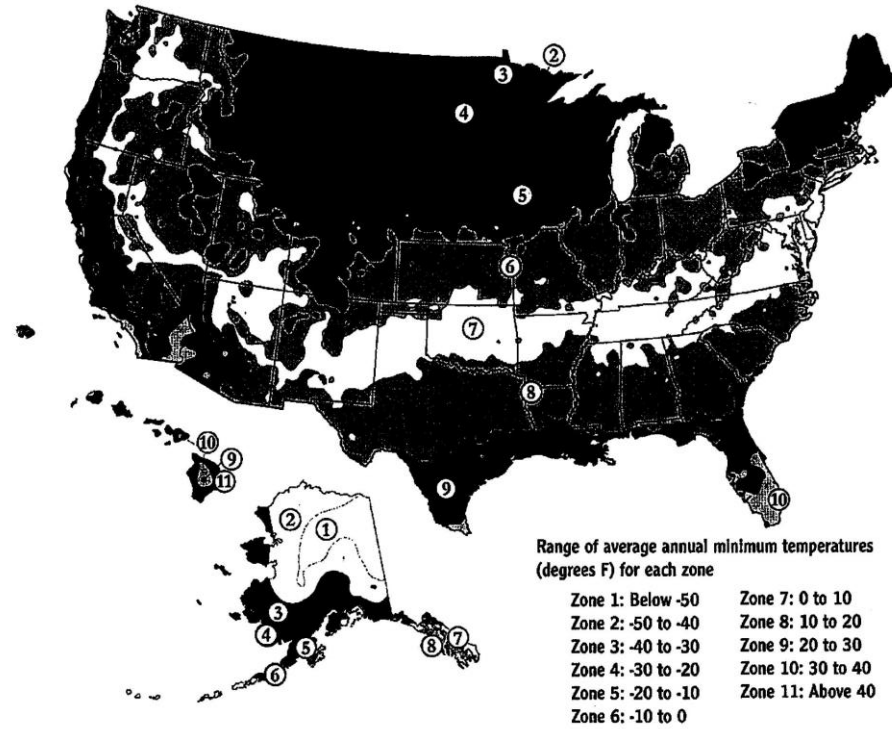 ②
③
④
⑤
⑥
⑦
⑧
⑩
⑨
⑪
⑨
⑩
②
①
③
④
⑤
⑥
⑧
⑦
Range of average annual minimum temperatures
(degrees F) for each zone
Zone 1: Below -50
Zone 2: -50 to -40
Zone 3: -40 to -30
Zone 4: -30 to -20
Zone 5: -20 to -10
Zone 6: -10 to 0
Zone 7: 0 to 10
Zone 8: 10 to 20
Zone 9: 20 to 30
Zone 10: 30 to 40
Zone 11: Above 40